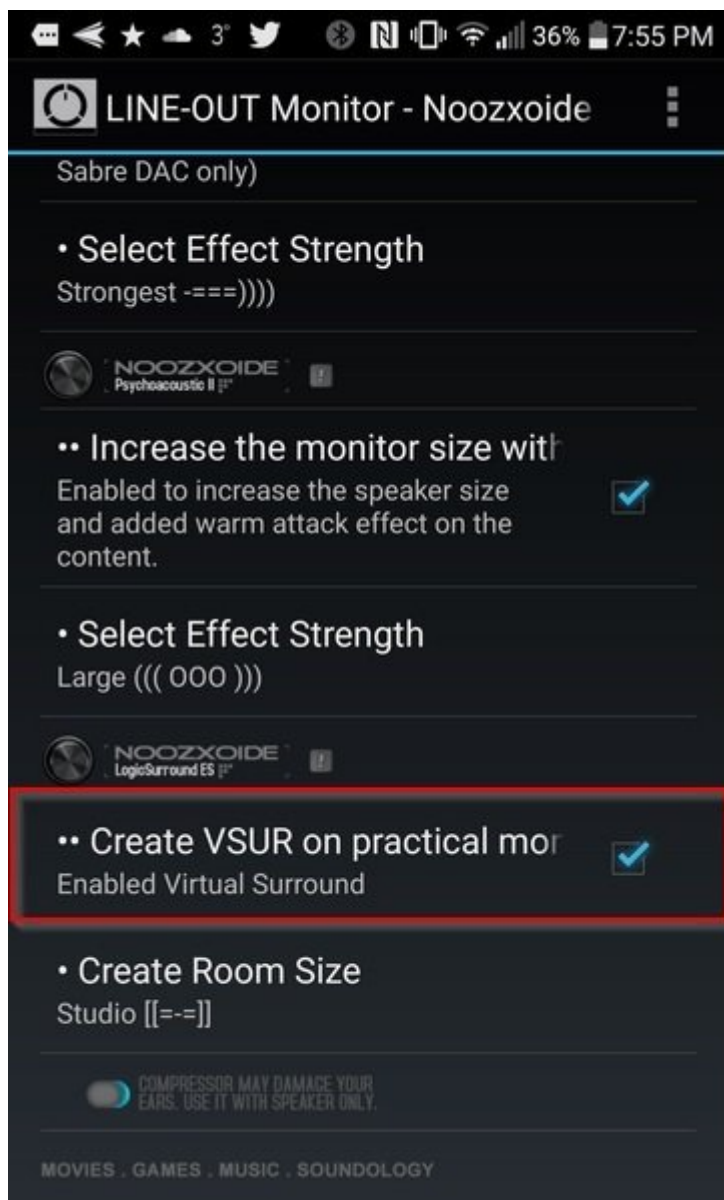 3° 36% 7:55 PM
LINE-OUT Monitor - Noozxoide
Sabre DAC only)
• Select Effect Strength
Strongest -===))))
NOOZXOIDE
Psychoacoustic II
•• Increase the monitor size with
Enabled to increase the speaker size
and added warm attack effect on the
content.
• Select Effect Strength
Large ((( OOO )))
NOOZXOIDE
LogicSurround ES
•• Create VSUR on practical mor
Enabled Virtual Surround
• Create Room Size
Studio [[=-=]]
COMPRESSOR MAY DAMAGE YOUR
EARS. USE IT WITH SPEAKER ONLY.
MOVIES . GAMES . MUSIC . SOUNDOLOGY